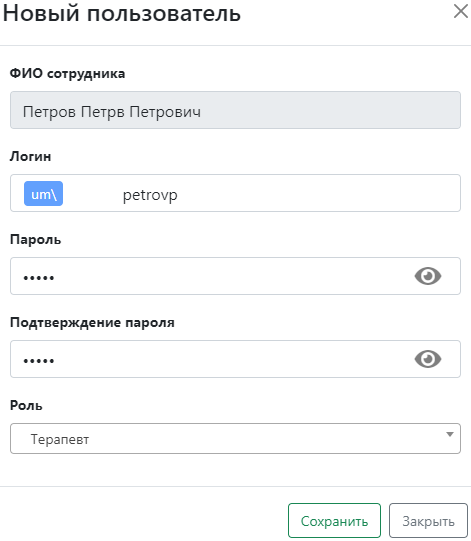 Новый пользователь
ФИО сотрудника
Петров Петрв Петрович
Логин
um\ petrovp
Пароль
•••••
Подтверждение пароля
•••••
Роль
Терапевт
Сохранить Закрыть